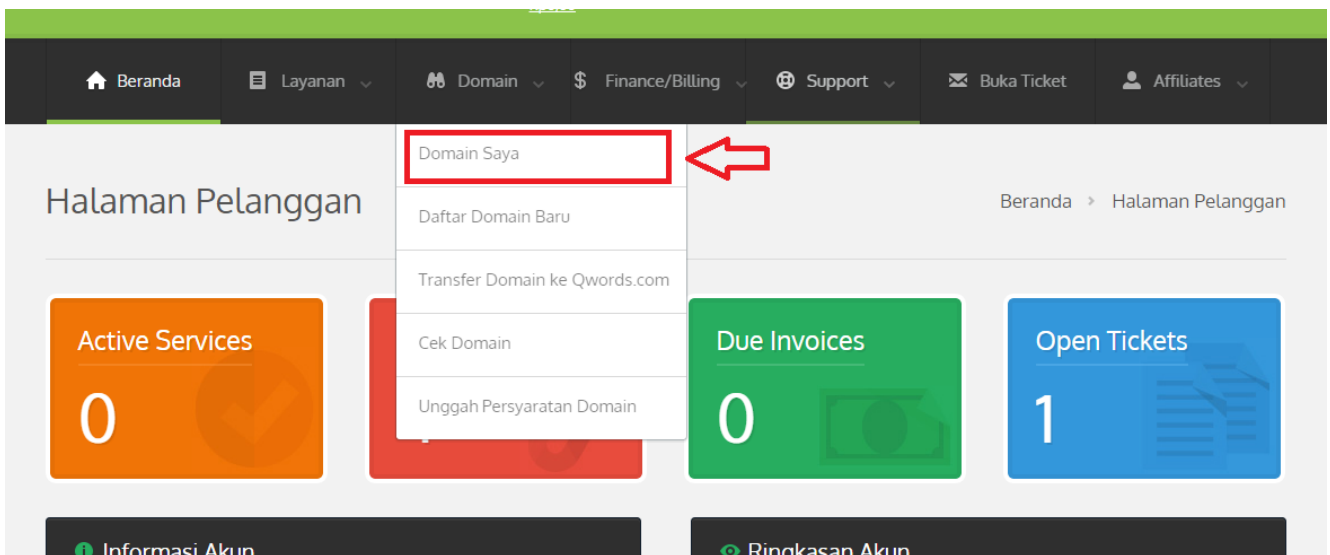 Beranda
Layanan
Domain
Finance/Billing
Support
Buka Ticket
Affiliates
Domain Saya
Daftar Domain Baru
Transfer Domain ke Qwords.com
Cek Domain
Unggah Persyaratan Domain
Halaman Pelanggan
Beranda > Halaman Pelanggan
Active Services
0
Due Invoices
0
Open Tickets
1
Informasi Akun
Ringkasan Akun